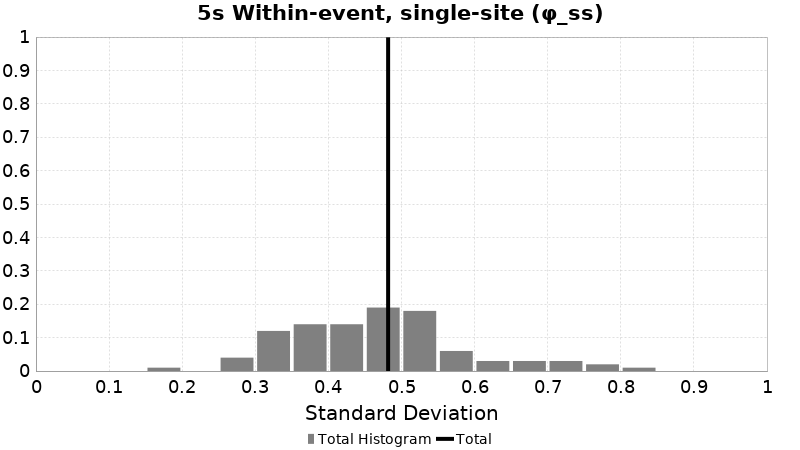 5s Within-event, single-site (φ_ss)
1
0.9
0.8
0.7
0.6
0.5
0.4
0.3
0.2
0.1
0
0 0.1 0.2 0.3 0.4 0.5 0.6 0.7 0.8 0.9 1
Standard Deviation
Total Histogram Total